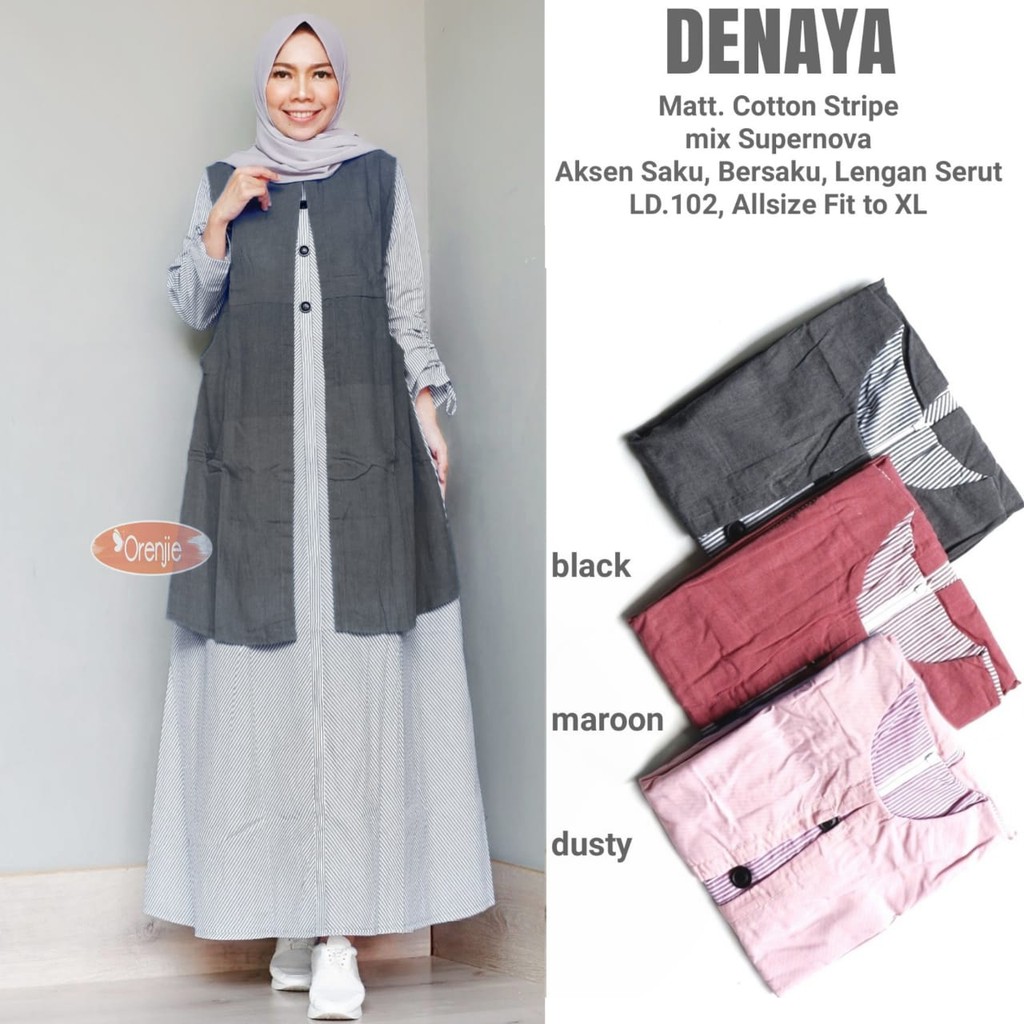 DENAYA
Matt. Cotton Stripe
mix Supernova
Aksen Saku, Bersaku, Lengan Serut
LD.102, Allsize Fit to XL
Orenjie
black
maroon
dusty